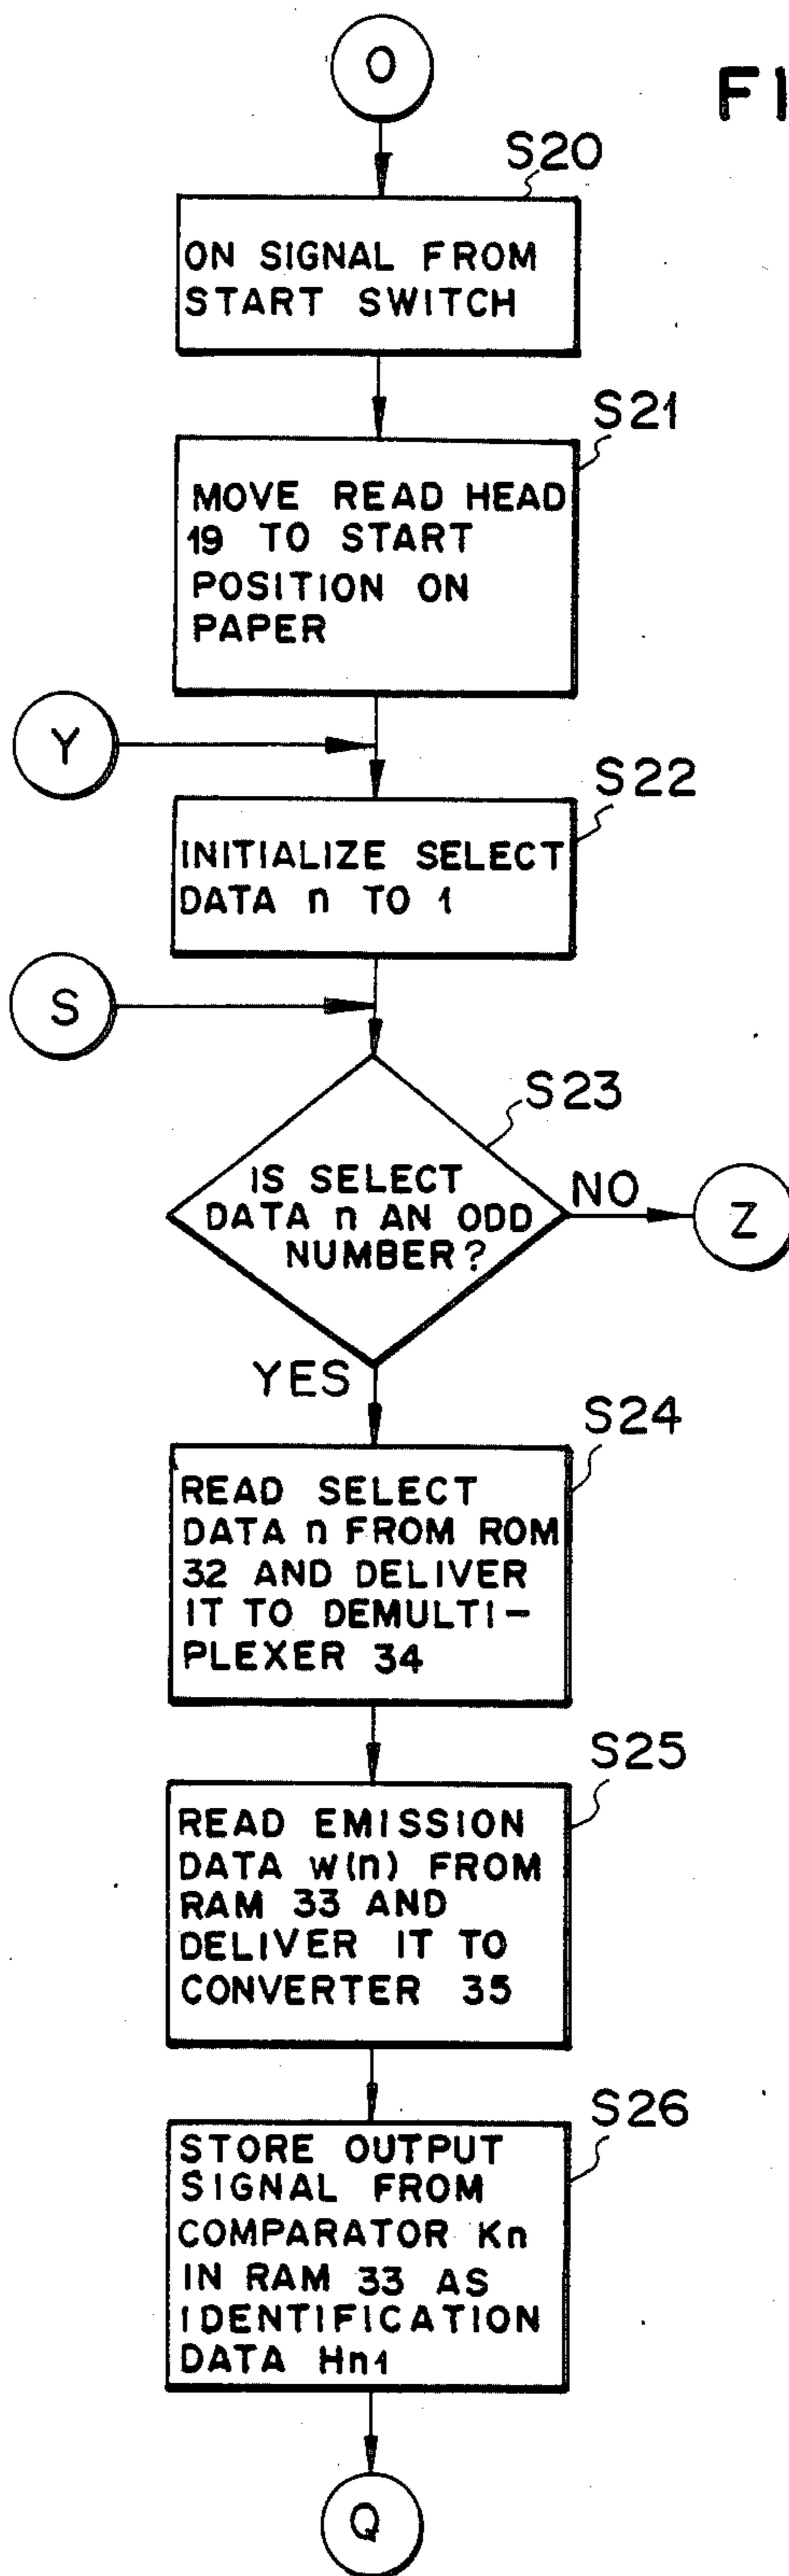 O
FI
S20
ON SIGNAL FROM
START SWITCH
S21
MOVE READ HEAD
19 TO START
POSITION ON
PAPER
Y
S22
INITIALIZE SELECT
DATA n TO 1
S
S23
IS SELECT
DATA n AN ODD
NUMBER?
NO
Z
YES
S24
READ SELECT
DATA n FROM ROM
32 AND DELIVER
IT TO DEMULTI-
PLEXER 34
S25
READ EMISSION
DATA w(n) FROM
RAM 33 AND
DELIVER IT TO
CONVERTER 35
S26
STORE OUTPUT
SIGNAL FROM
COMPARATOR Kn
IN RAM 33 AS
IDENTIFICATION
DATA Hn1
Q